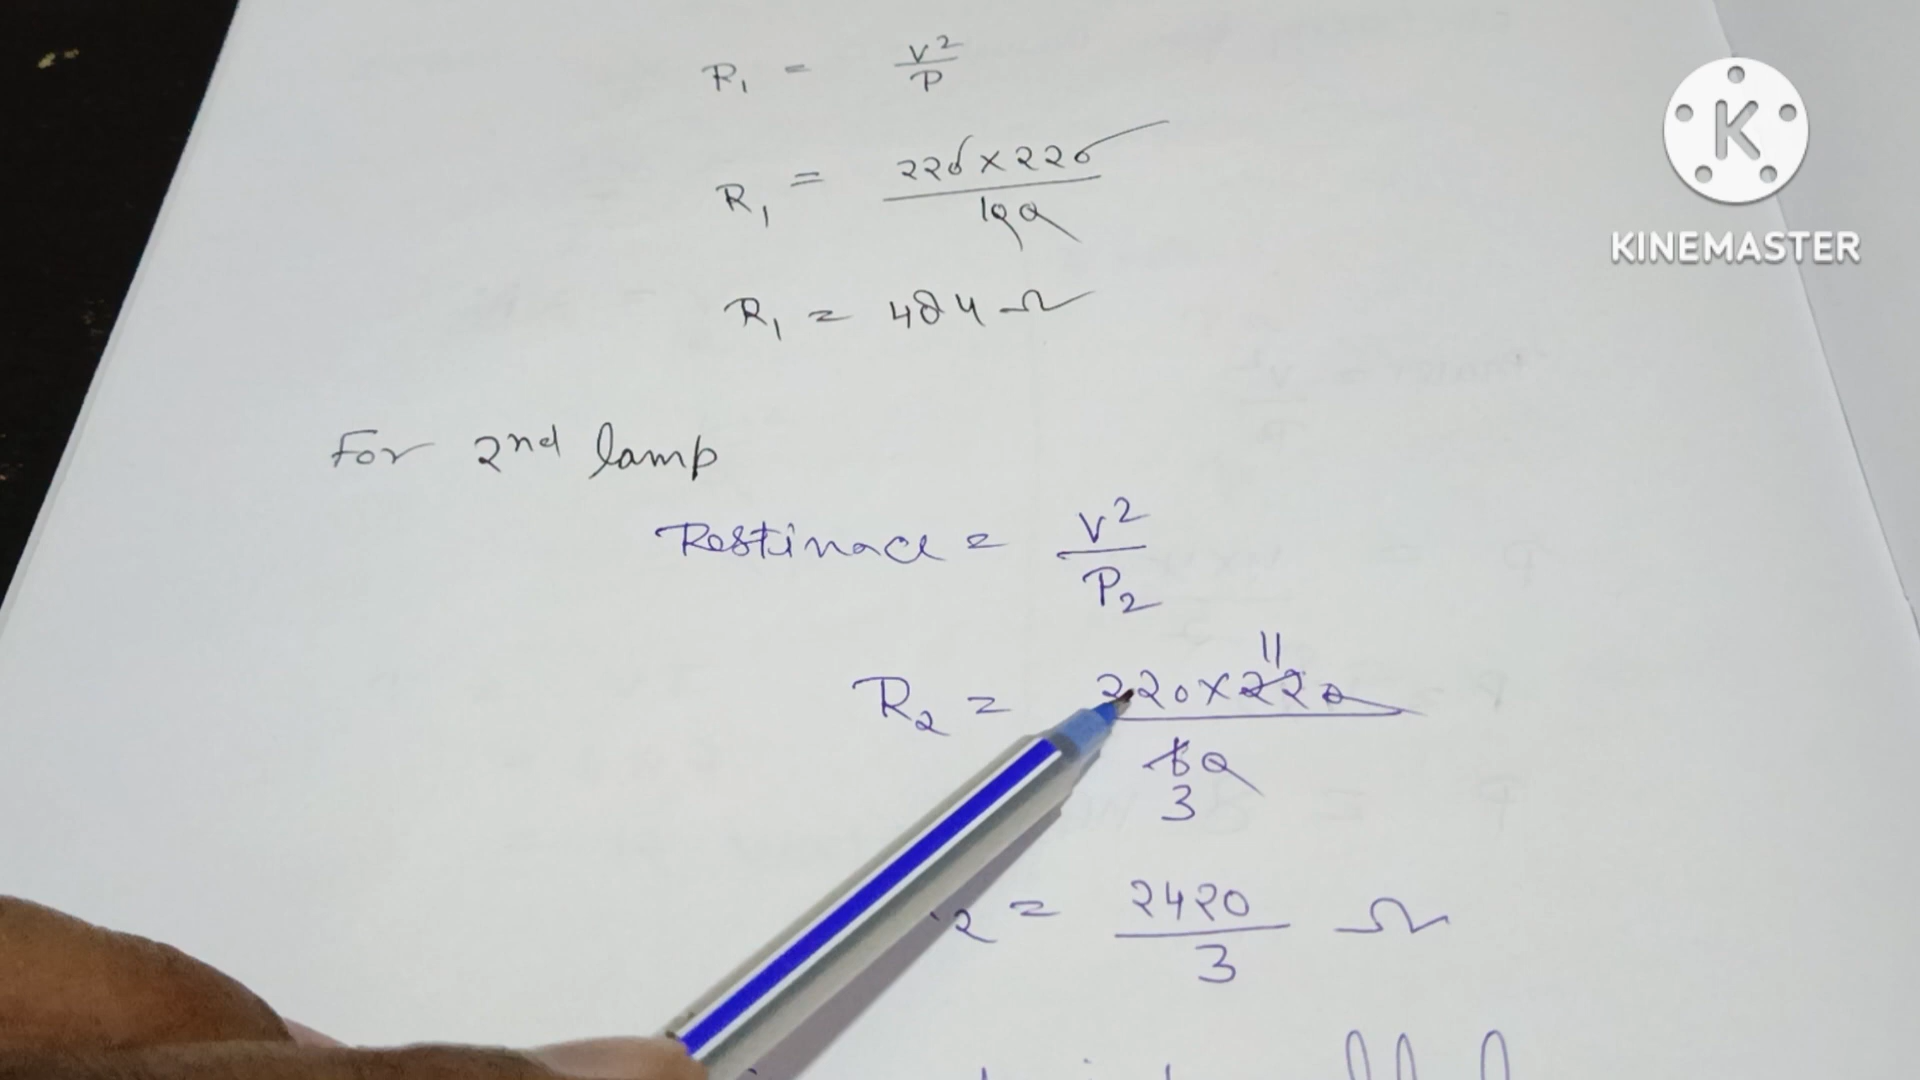 R₁ = V²/P
K
R₁ = 220 × 220 / 100
KINEMASTER
R₁ = 484 Ω
For 2nd lamp
Restinace = V²/P₂
11
R₂ = 220 × 220 / 60
3
₂ = 2420/3 Ω